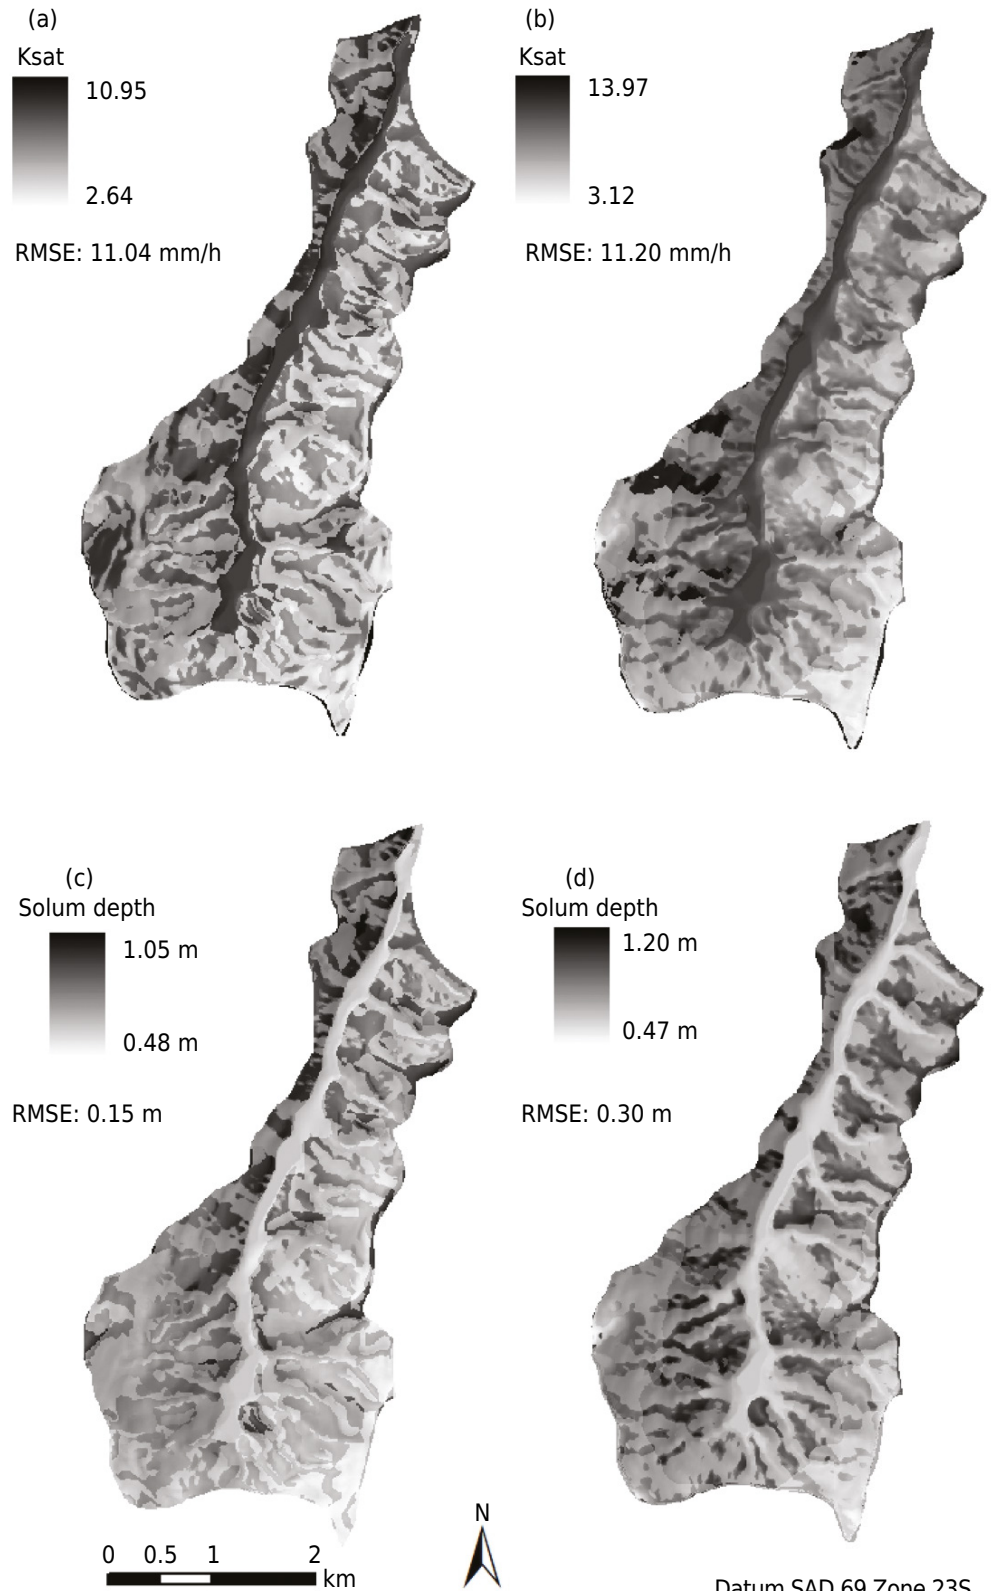 (a)
Ksat
10.95
2.64
RMSE: 11.04 mm/h
(b)
Ksat
13.97
3.12
RMSE: 11.20 mm/h
(c)
Solum depth
1.05 m
0.48 m
RMSE: 0.15 m
(d)
Solum depth
1.20 m
0.47 m
RMSE: 0.30 m
N
0 0.5 1 2
km
Datum SAD 69 Zone 23S